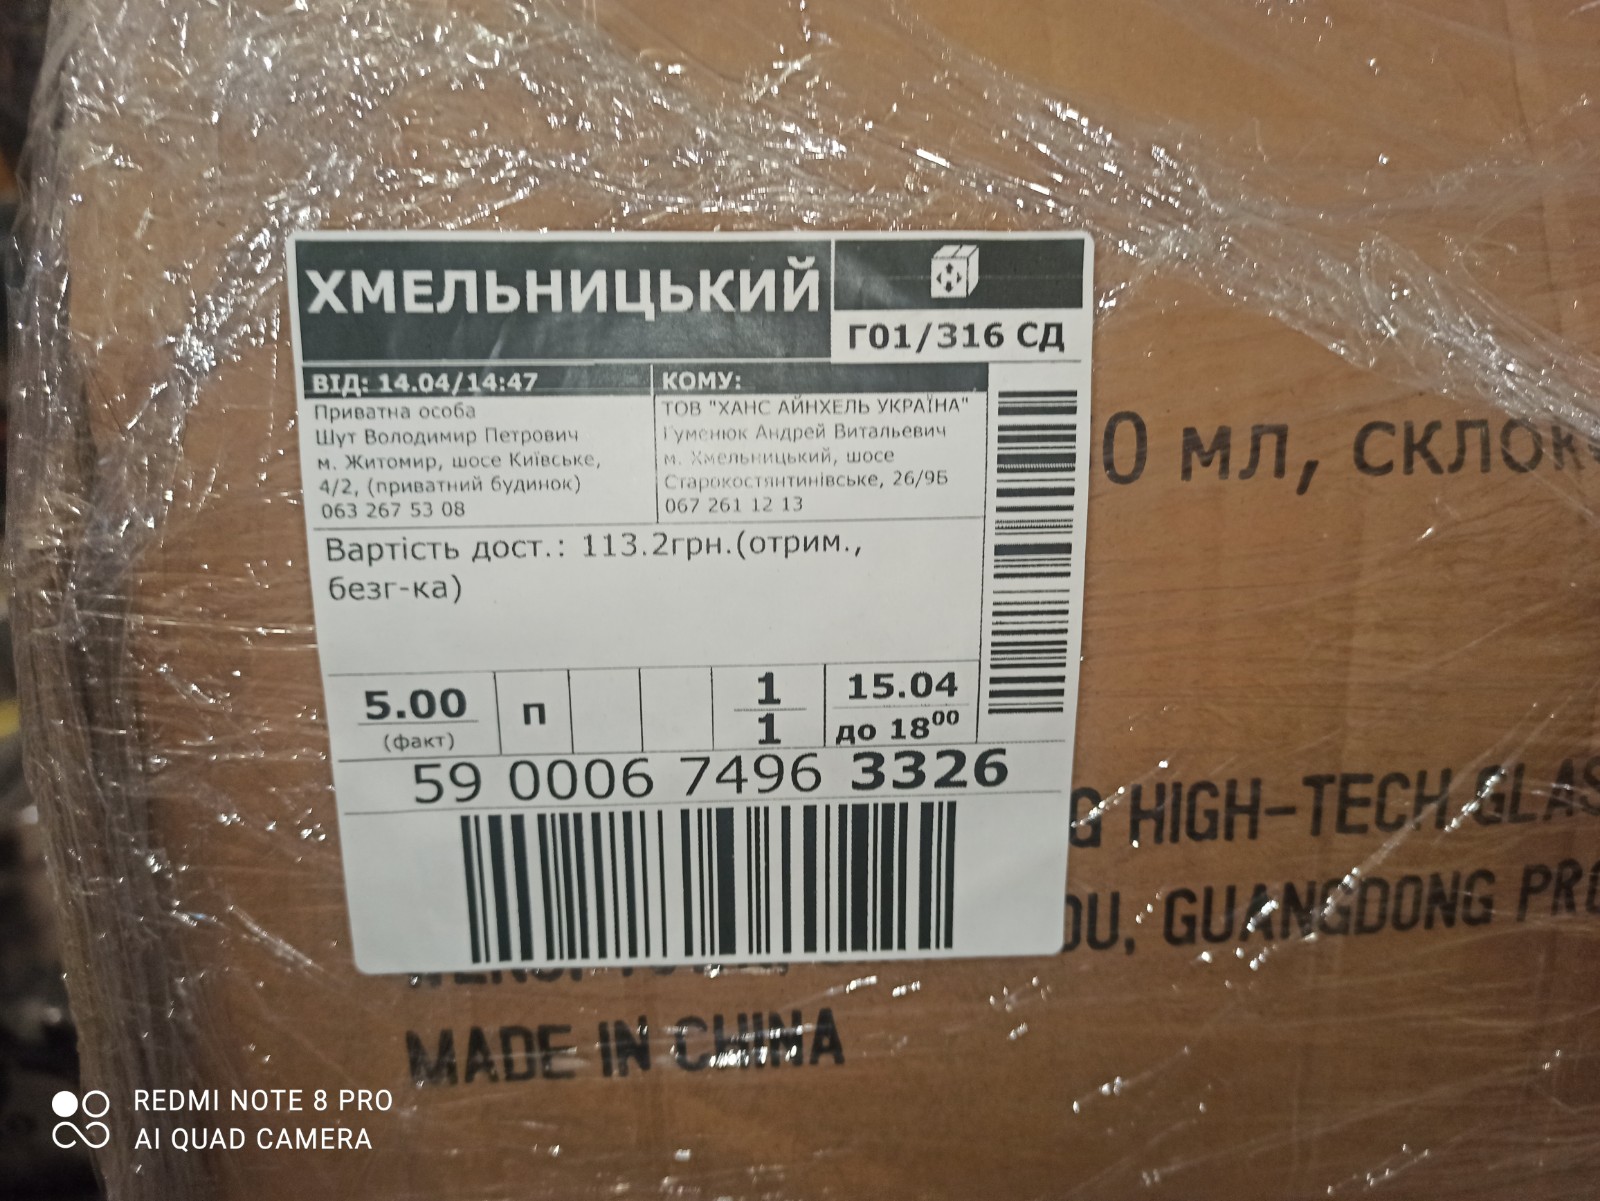 ХМЕЛЬНИЦЬКИЙ
Г01/316 СД
ВІД: 14.04/14:47
Приватна особа
Шут Володимир Петрович
м. Житомир, шосе Київське,
4/2, (приватний будинок)
063 267 53 08
КОМУ:
ТОВ "ХАНС АЙНХЕЛЬ УКРАЇНА"
Гуменюк Андрей Витальевич
м. Хмельницький, шосе
Старокостянтинівське, 26/9Б
067 261 12 13
Вартість дост.: 113.2грн.(отрим.,
безг-ка)
5.00
(факт)
П
1
1
15.04
до 18⁰⁰
59 0006 7496 3326
0 МЛ, СКЛОК
G HIGH-TECH GLAS
OU, GUANGDONG PRO
MADE IN CHINA
REDMI NOTE 8 PRO
AI QUAD CAMERA